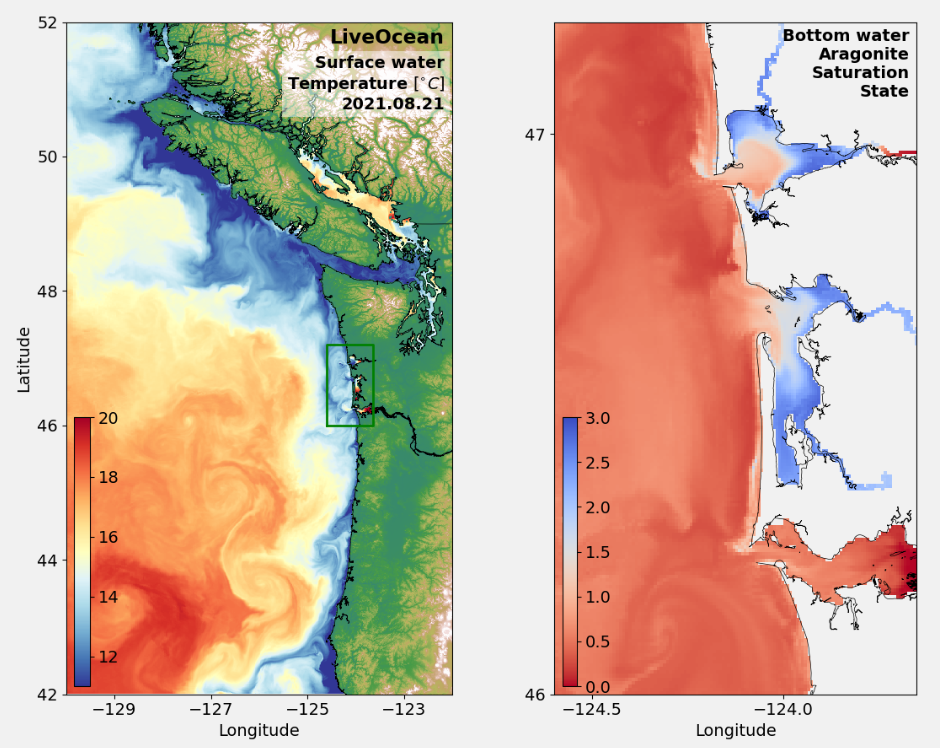 LiveOcean
Surface water
Temperature [°C]
2021.08.21
52
50
48
46
44
42
Latitude
20
18
16
14
12
−129
−127
−125
−123
Longitude
Bottom water
Aragonite
Saturation
State
47
46
3.0
2.5
2.0
1.5
1.0
0.5
0.0
−124.5
−124.0
Longitude